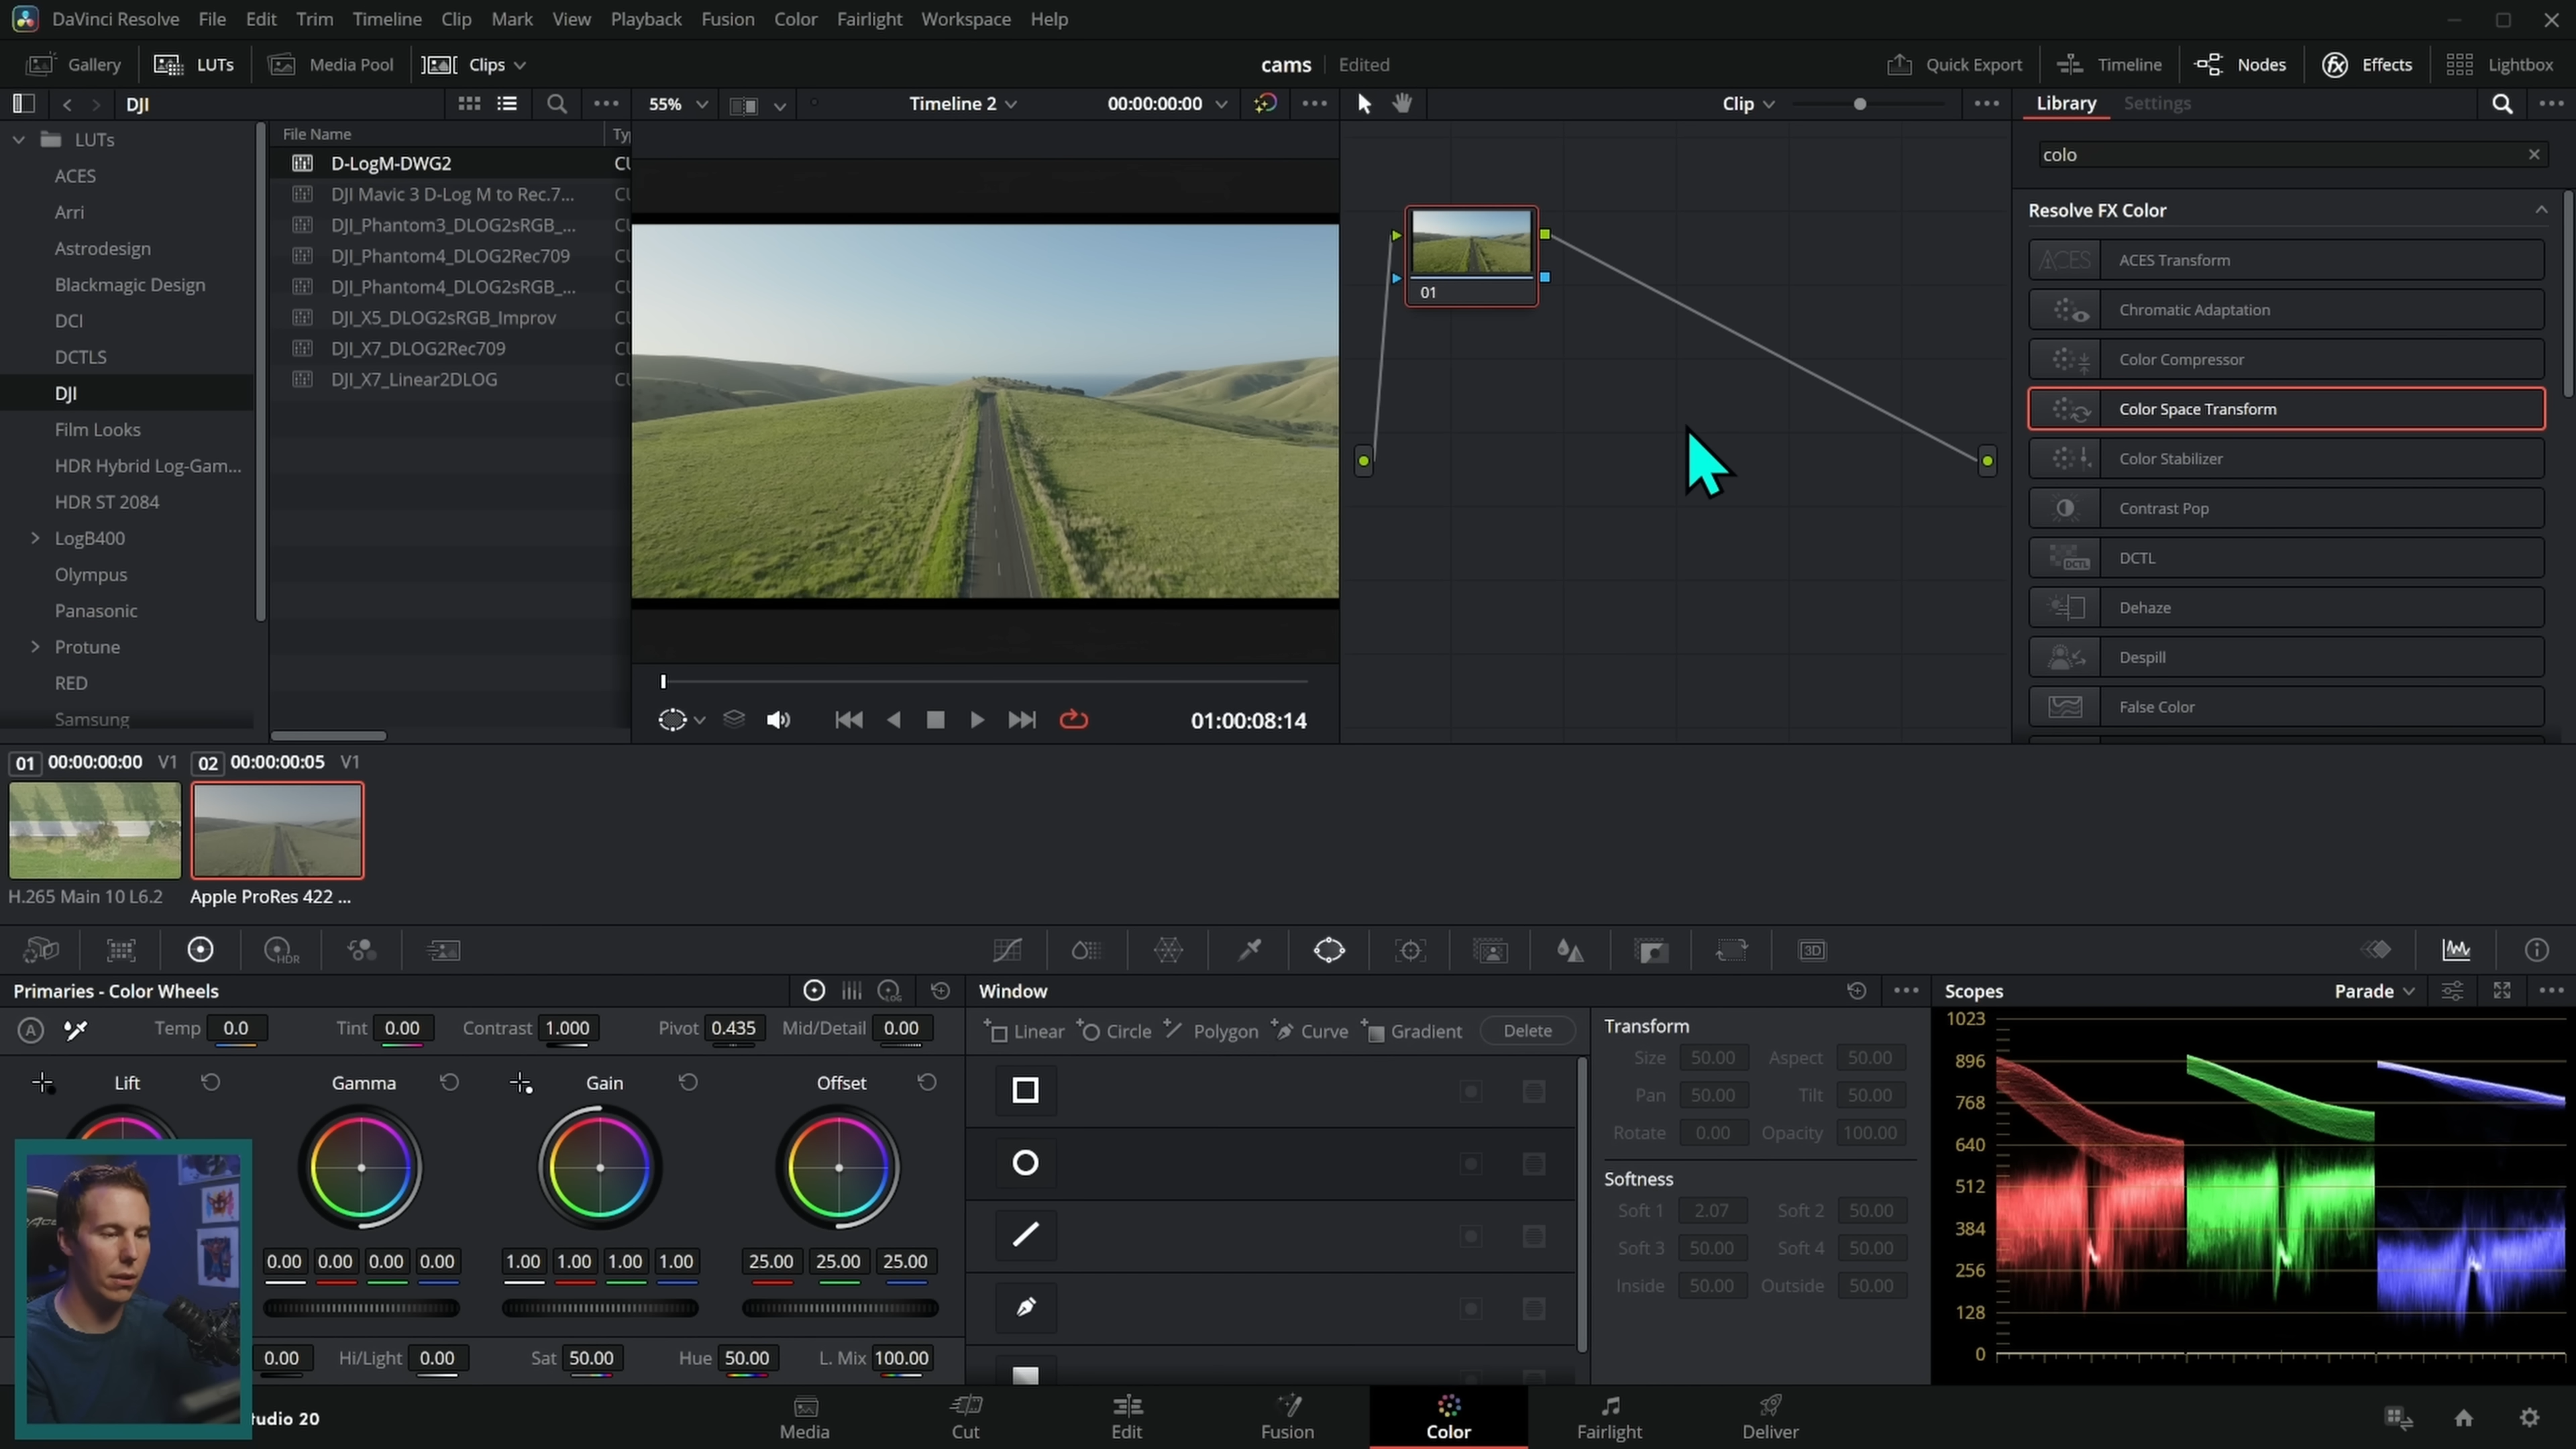 DaVinci Resolve File Edit Trim Timeline Clip Mark View Playback Fusion Color Fairlight Workspace Help
Gallery LUTs Media Pool Clips cams Edited Quick Export Timeline Nodes Effects Lightbox
DJI 55% Timeline 2 00:00:00:00 Clip Library Settings
LUTs
ACES
Arri
Astrodesign
Blackmagic Design
DCI
DCTLS
DJI
Film Looks
HDR Hybrid Log-Gam...
HDR ST 2084
LogB400
Olympus
Panasonic
Protune
RED
Samsung
File Name
D-LogM-DWG2
DJI Mavic 3 D-Log M to Rec.7...
DJI_Phantom3_DLOG2sRGB_...
DJI_Phantom4_DLOG2Rec709
DJI_Phantom4_DLOG2sRGB_...
DJI_X5_DLOG2sRGB_Improv
DJI_X7_DLOG2Rec709
DJI_X7_Linear2DLOG
01:00:08:14
01
colo
Resolve FX Color
ACES ACES Transform
Chromatic Adaptation
Color Compressor
Color Space Transform
Color Stabilizer
Contrast Pop
DCTL DCTL
Dehaze
Despill
False Color
01 00:00:00:00 V1 02 00:00:00:05 V1
H.265 Main 10 L6.2 Apple ProRes 422 ...
HDR 3D
Primaries - Color Wheels
LOG
A Temp 0.0 Tint 0.00 Contrast 1.000 Pivot 0.435 Mid/Detail 0.00
Lift Gamma Gain Offset
0.00 0.00 0.00 0.00 1.00 1.00 1.00 1.00 25.00 25.00 25.00
0.00 Hi/Light 0.00 Sat 50.00 Hue 50.00 L. Mix 100.00
Window
Linear Circle Polygon Curve Gradient Delete
Transform
Size 50.00 Aspect 50.00
Pan 50.00 Tilt 50.00
Rotate 0.00 Opacity 100.00
Softness
Soft 1 2.07 Soft 2 50.00
Soft 3 50.00 Soft 4 50.00
Inside 50.00 Outside 50.00
Scopes Parade
1023
896
768
640
512
384
256
128
0
tudio 20
Media Cut Edit Fusion Color Fairlight Deliver